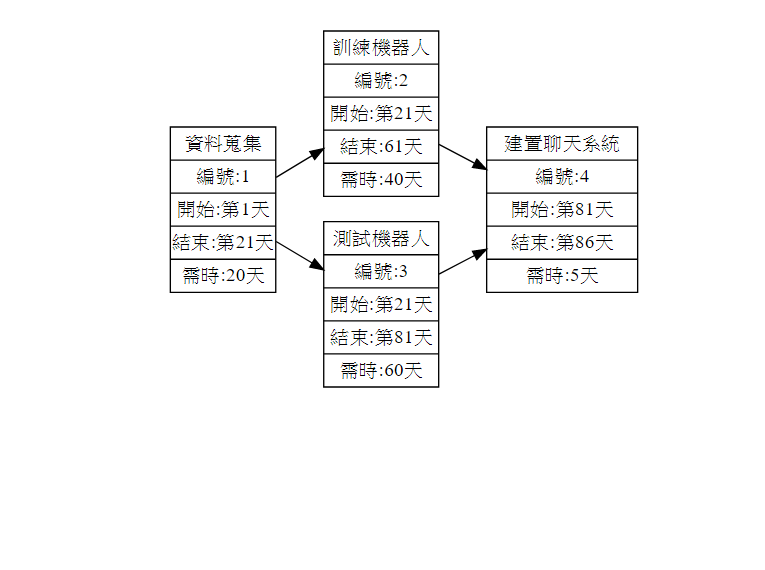 資料蒐集
編號:1
開始:第1天
結束:第21天
需時:20天
訓練機器人
編號:2
開始:第21天
結束:61天
需時:40天
測試機器人
編號:3
開始:第21天
結束:第81天
需時:60天
建置聊天系統
編號:4
開始:第81天
結束:第86天
需時:5天